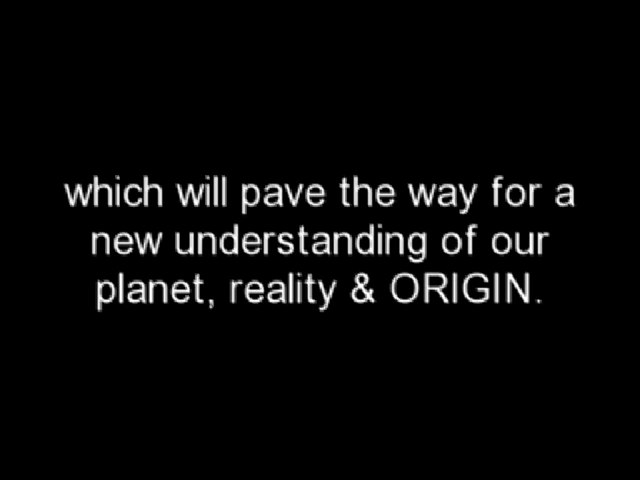 which will pave the way for a
new understanding of our
planet, reality & ORIGIN.